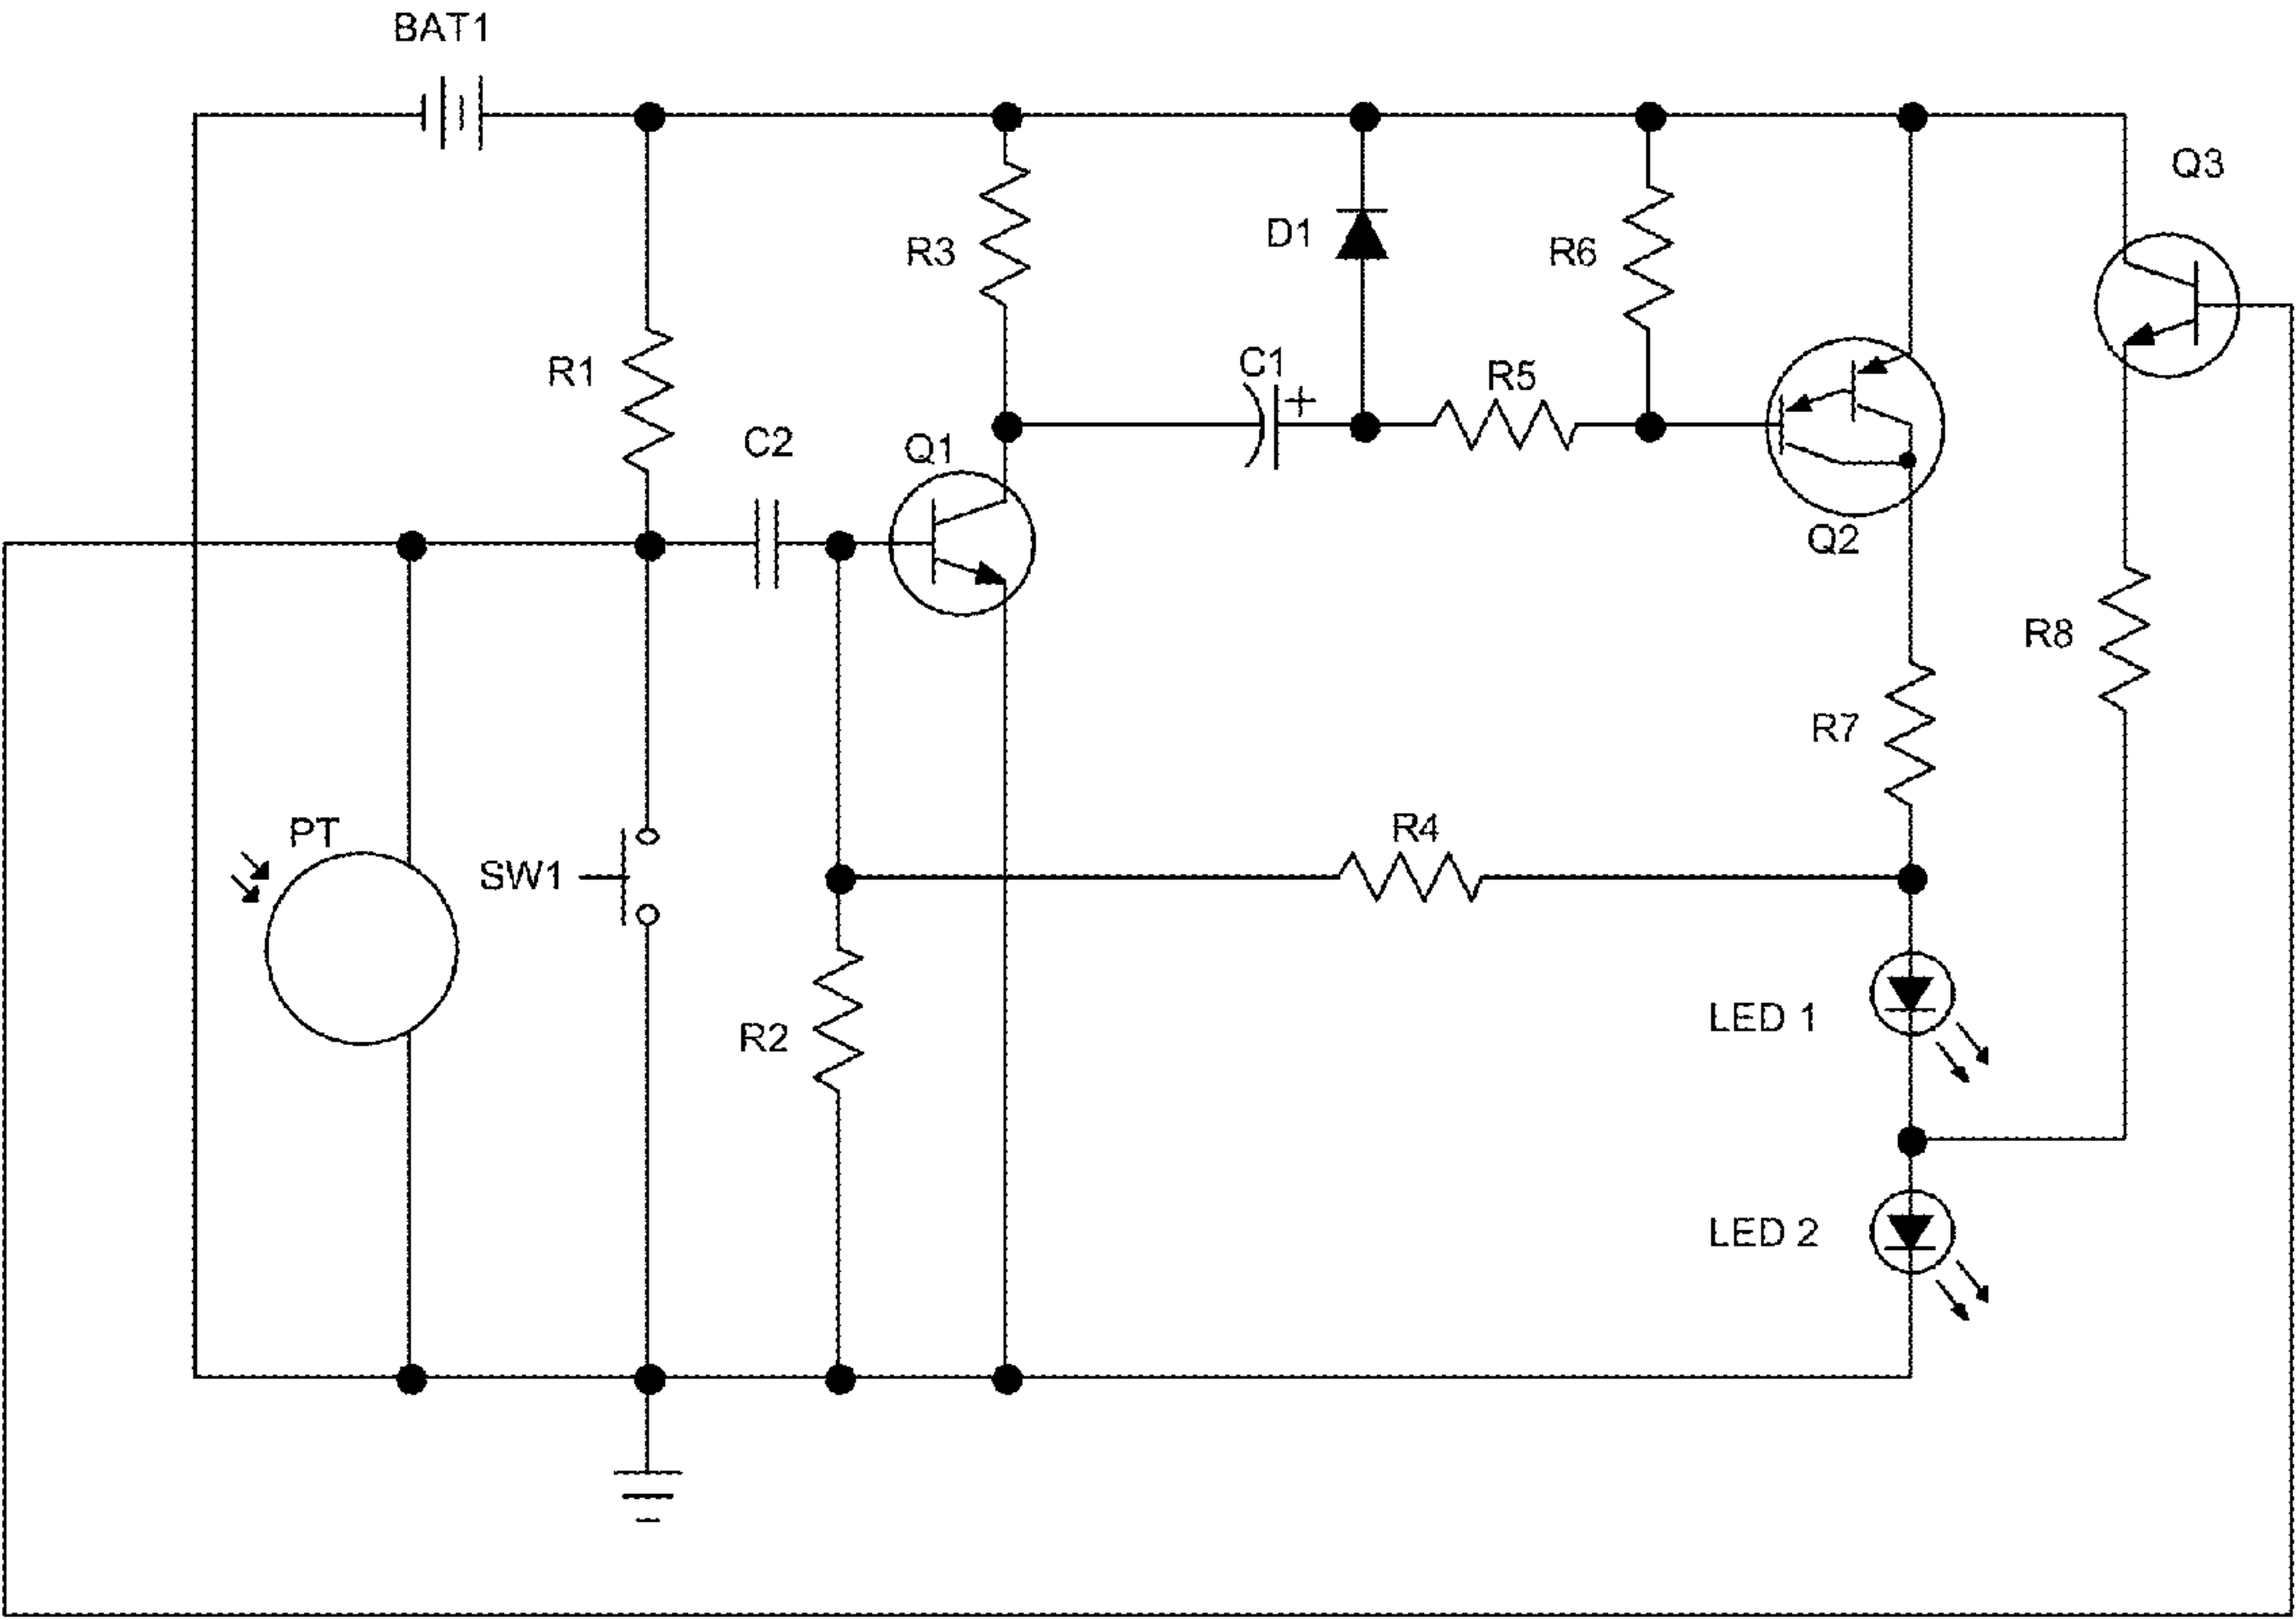 BAT1
Q3
D1
R3
R6
R1
C1
+
R5
C2
Q1
Q2
R8
R7
PT
R4
SW1
LED 1
R2
LED 2